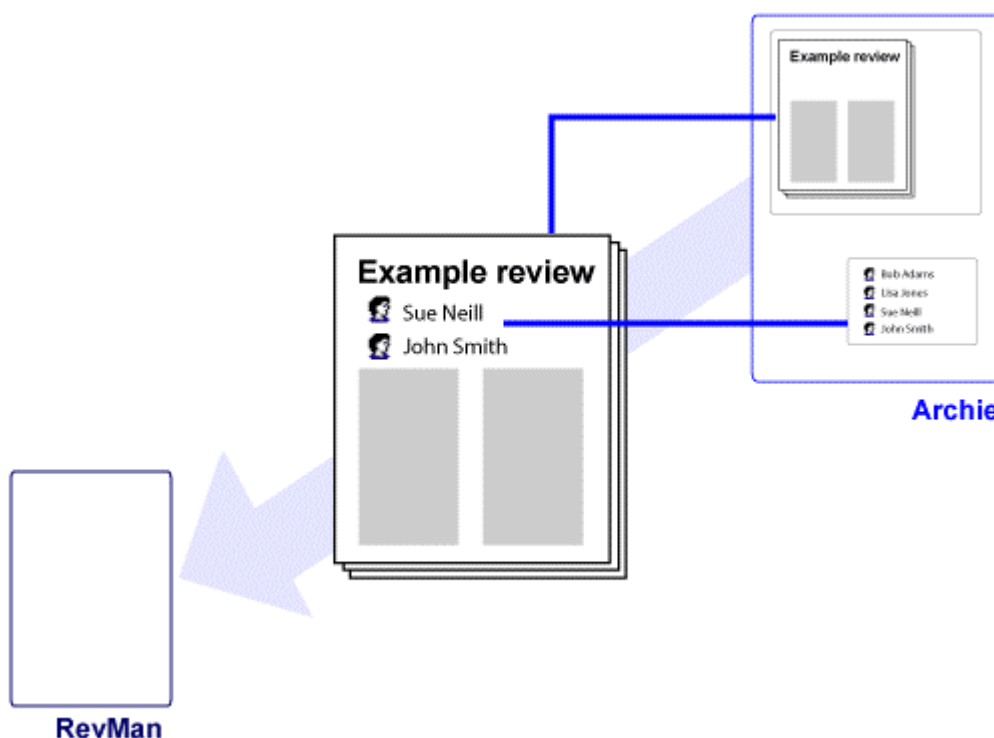 Example review
Bob Adams
Lisa Jones
Sue Neill
John Smith
Archie
Example review
Sue Neill
John Smith
RevMan